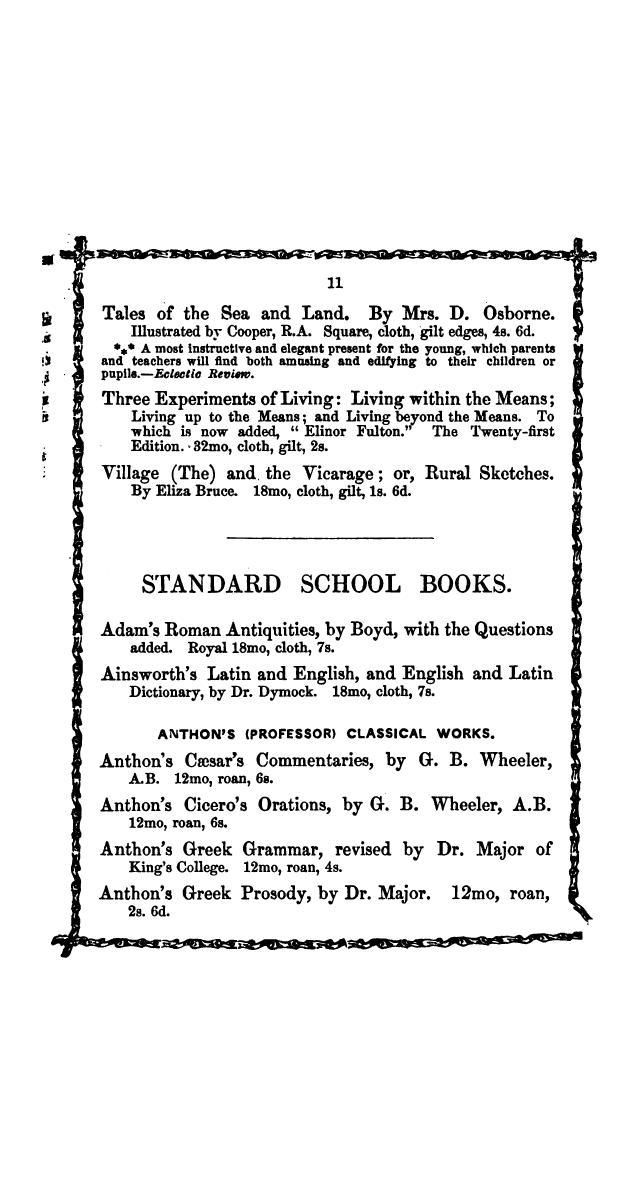 11
Tales of the Sea and Land. By Mrs. D. Osborne.
Illustrated by Cooper, R.A. Square, cloth, gilt edges, 4s. 6d.
*⁎* A most instructive and elegant present for the young, which parents
and teachers will find both amusing and edifying to their children or
pupils.—Eclectic Review.
Three Experiments of Living: Living within the Means;
Living up to the Means; and Living beyond the Means. To
which is now added, “Elinor Fulton.” The Twenty-first
Edition. 32mo, cloth, gilt, 2s.
Village (The) and the Vicarage; or, Rural Sketches.
By Eliza Bruce. 18mo, cloth, gilt, 1s. 6d.
STANDARD SCHOOL BOOKS.
Adam's Roman Antiquities, by Boyd, with the Questions
added. Royal 18mo, cloth, 7s.
Ainsworth's Latin and English, and English and Latin
Dictionary, by Dr. Dymock. 18mo, cloth, 7s.
ANTHON'S (PROFESSOR) CLASSICAL WORKS.
Anthon's Cæsar's Commentaries, by G. B. Wheeler,
A.B. 12mo, roan, 6s.
Anthon's Cicero's Orations, by G. B. Wheeler, A.B.
12mo, roan, 6s.
Anthon's Greek Grammar, revised by Dr. Major of
King's College. 12mo, roan, 4s.
Anthon's Greek Prosody, by Dr. Major. 12mo, roan,
2s. 6d.